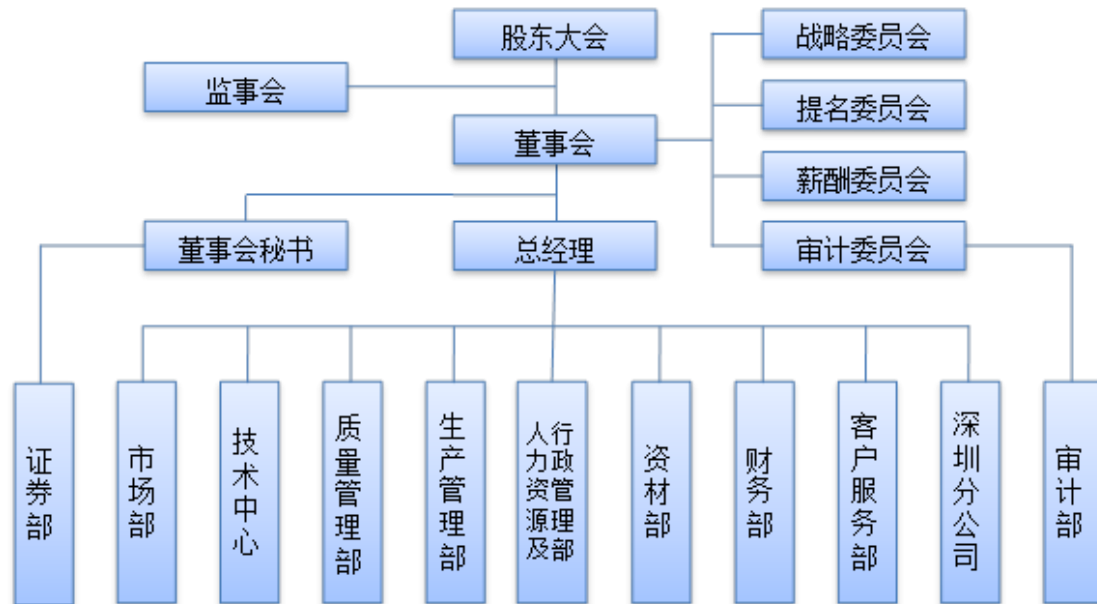 股东大会
战略委员会
监事会
提名委员会
董事会
薪酬委员会
董事会秘书
总经理
审计委员会
证券部
市场部
技术中心
质量管理部
生产管理部
人力资源及
行政管理部
资材部
财务部
客户服务部
深圳分公司
审计部